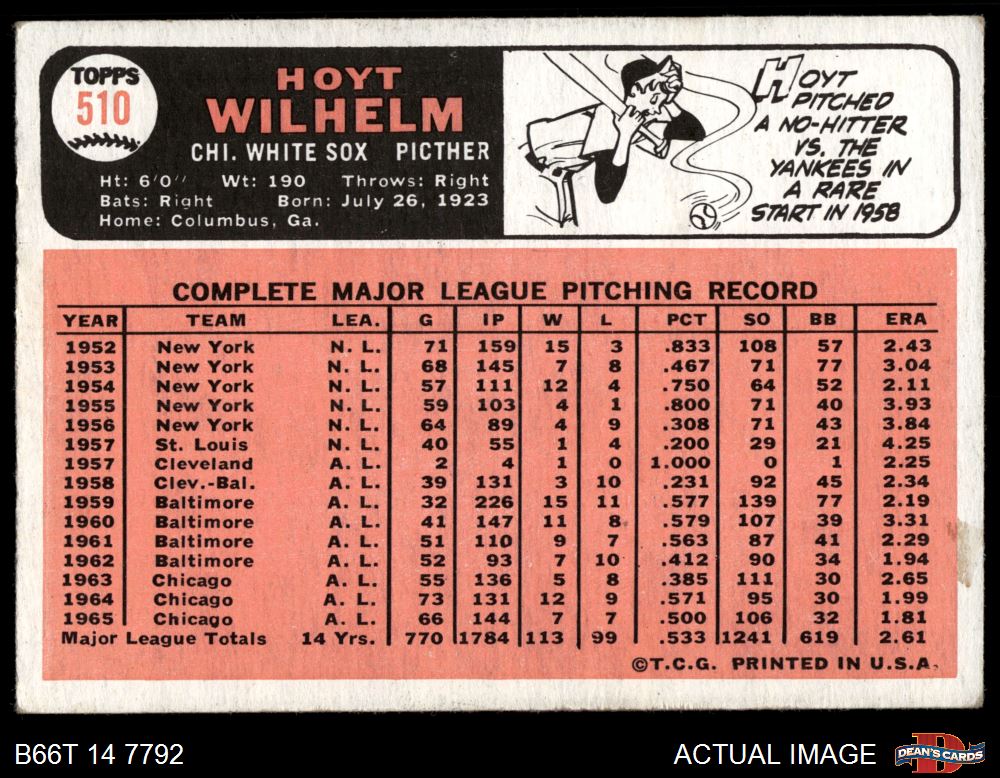 TOPPS
510
HOYT
WILHELM
CHI. WHITE SOX PICTHER
Ht: 6'0" Wt: 190 Throws: Right
Bats: Right Born: July 26, 1923
Home: Columbus, Ga.
HOYT
PITCHED
A NO-HITTER
VS. THE
YANKEES IN
A RARE
START IN 1958
COMPLETE MAJOR LEAGUE PITCHING RECORD
YEAR TEAM LEA. G IP W L PCT SO BB ERA
1952 New York N. L. 71 159 15 3 .833 108 57 2.43
1953 New York N. L. 68 145 7 8 .467 71 77 3.04
1954 New York N. L. 57 111 12 4 .750 64 52 2.11
1955 New York N. L. 59 103 4 1 .800 71 40 3.93
1956 New York N. L. 64 89 4 9 .308 71 43 3.84
1957 St. Louis N. L. 40 55 1 4 .200 29 21 4.25
1957 Cleveland A. L. 2 4 1 0 1.000 0 1 2.25
1958 Clev.-Bal. A. L. 39 131 3 10 .231 92 45 2.34
1959 Baltimore A. L. 32 226 15 11 .577 139 77 2.19
1960 Baltimore A. L. 41 147 11 8 .579 107 39 3.31
1961 Baltimore A. L. 51 110 9 7 .563 87 41 2.29
1962 Baltimore A. L. 52 93 7 10 .412 90 34 1.94
1963 Chicago A. L. 55 136 5 8 .385 111 30 2.65
1964 Chicago A. L. 73 131 12 9 .571 95 30 1.99
1965 Chicago A. L. 66 144 7 7 .500 106 32 1.81
Major League Totals 14 Yrs. 770 1784 113 99 .533 1241 619 2.61
©T.C.G. PRINTED IN U.S.A.
B66T 14 7792
ACTUAL IMAGE
DEAN'S CARDS